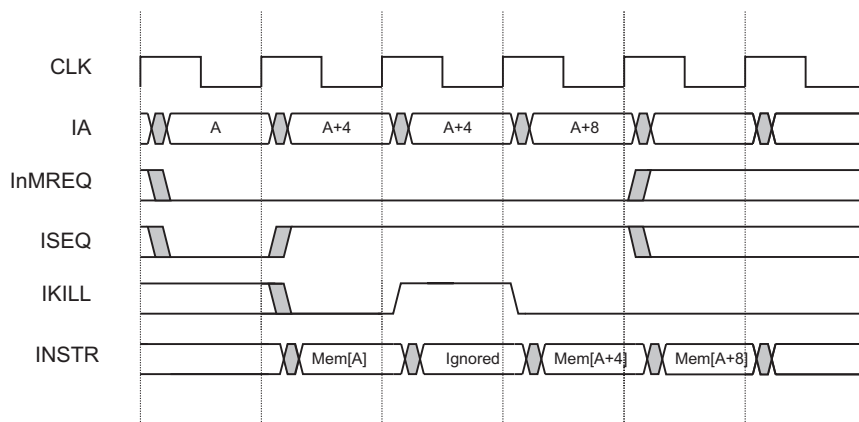 CLK
IA A A+4 A+4 A+8
InMREQ
ISEQ
IKILL
INSTR Mem[A] Ignored Mem[A+4] Mem[A+8]